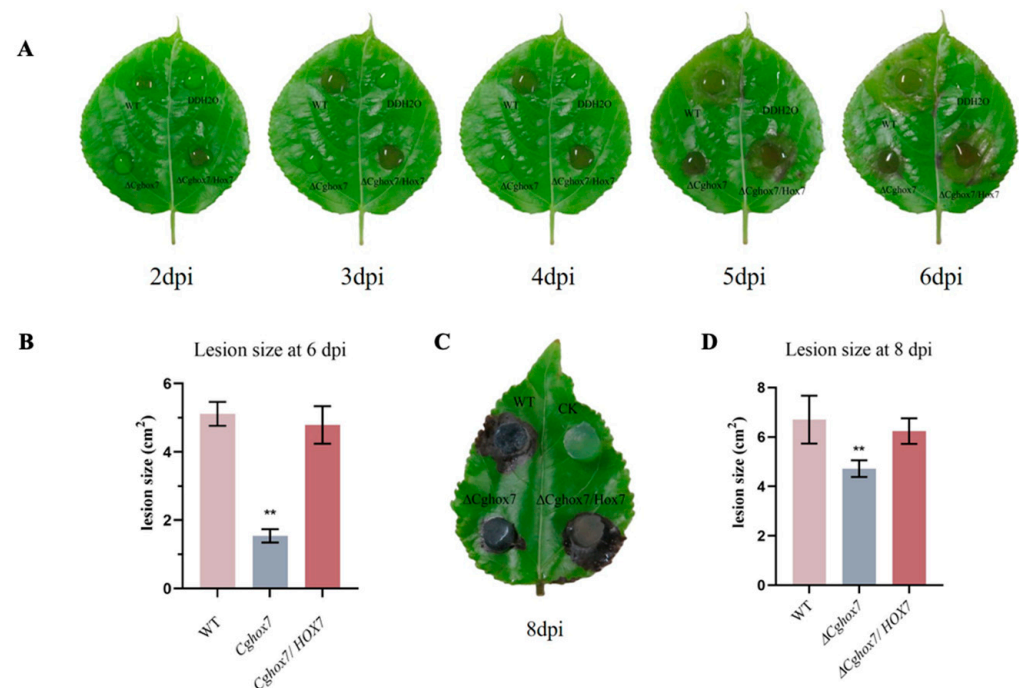 A
WT
DDH2O
ΔCghox7
ΔCghox7/Hox7
WT
DDH2O
ΔCghox7
ΔCghox7/Hox7
WT
DDH2O
ΔCghox7
ΔCghox7/Hox7
WT
DDH2O
ΔCghox7
ΔCghox7/Hox7
WT
DDH2O
ΔCghox7
ΔCghox7/Hox7
2dpi
3dpi
4dpi
5dpi
6dpi
B
Lesion size at 6 dpi
lesion size (cm²)
6
4
2
0
**
WT
Cghox7
Cghox7/ HOX7
C
WT
CK
ΔCghox7
ΔCghox7/Hox7
8dpi
D
Lesion size at 8 dpi
lesion size (cm²)
8
6
4
2
0
**
WT
ΔCghox7
ΔCghox7/ HOX7